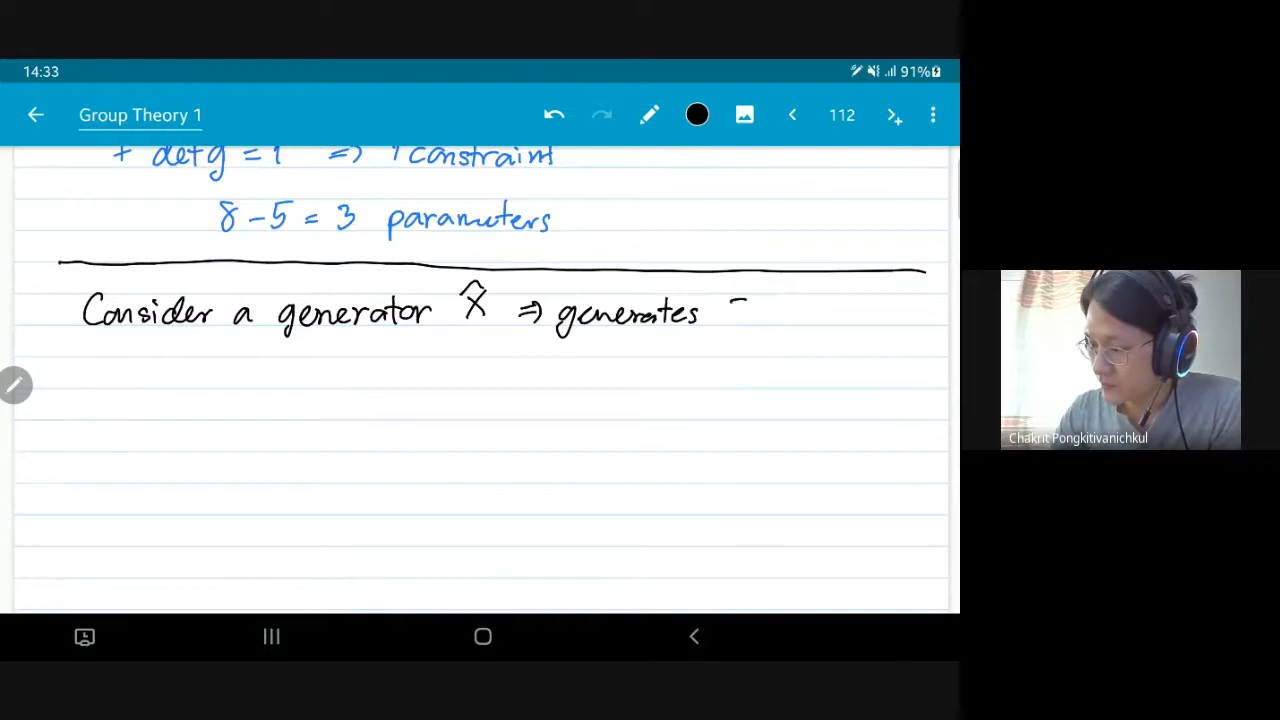 14:33
91%
Group Theory 1
112
+ det g = 1 ⇒ 1 constraint
8 - 5 = 3 parameters
Consider a generator X̂ ⇒ generates
Chakrit Pongkitivanichkul